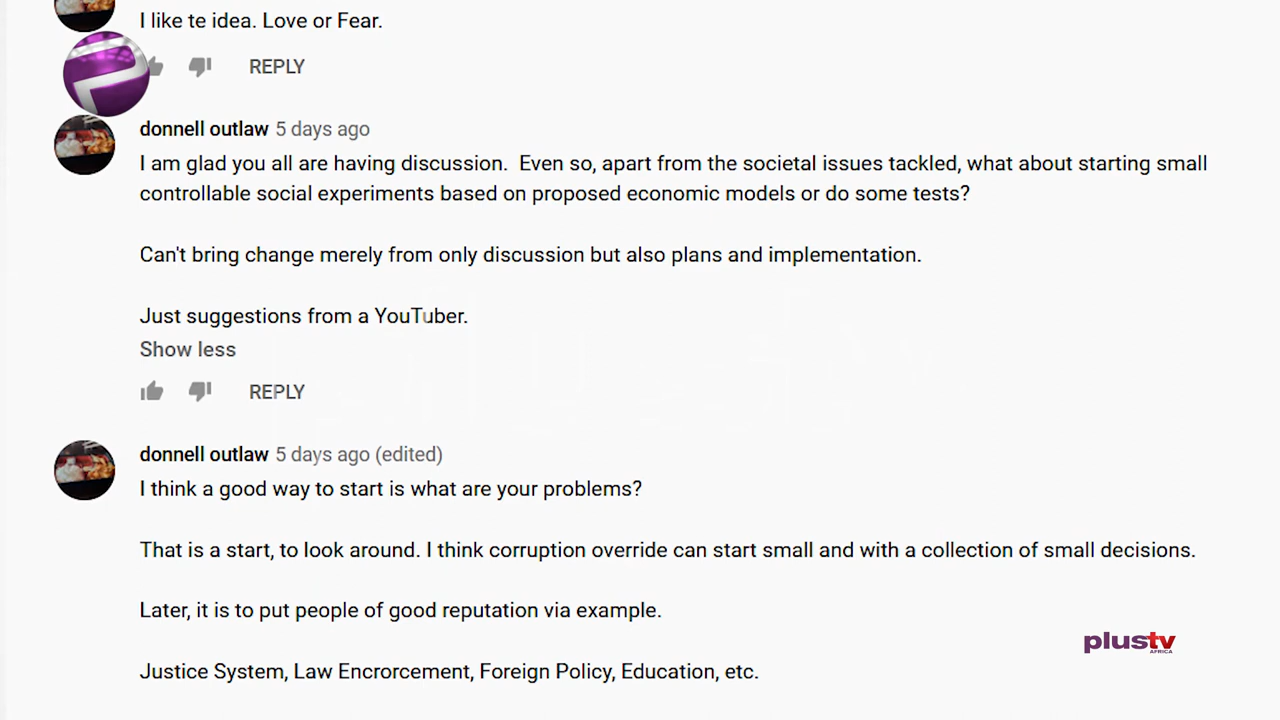 I like te idea. Love or Fear.
REPLY
donnell outlaw 5 days ago
I am glad you all are having discussion.  Even so, apart from the societal issues tackled, what about starting small
controllable social experiments based on proposed economic models or do some tests?
Can't bring change merely from only discussion but also plans and implementation.
Just suggestions from a YouTuber.
Show less
REPLY
donnell outlaw 5 days ago (edited)
I think a good way to start is what are your problems?
That is a start, to look around. I think corruption override can start small and with a collection of small decisions.
Later, it is to put people of good reputation via example.
Justice System, Law Encrorcement, Foreign Policy, Education, etc.
plustv
AFRICA